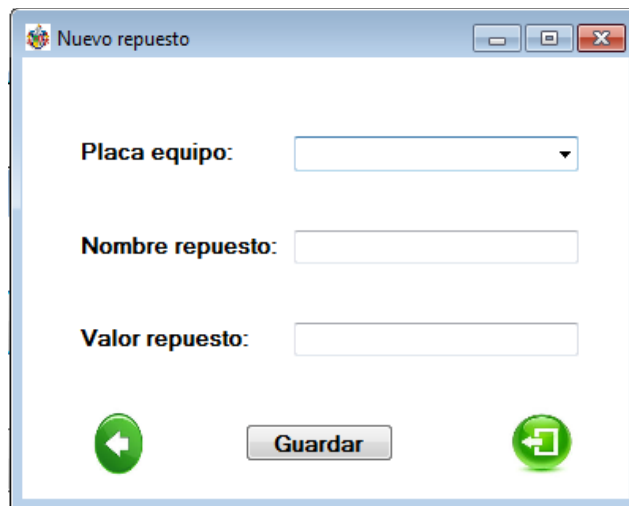 Nuevo repuesto
Placa equipo:
Nombre repuesto:
Valor repuesto:
Guardar